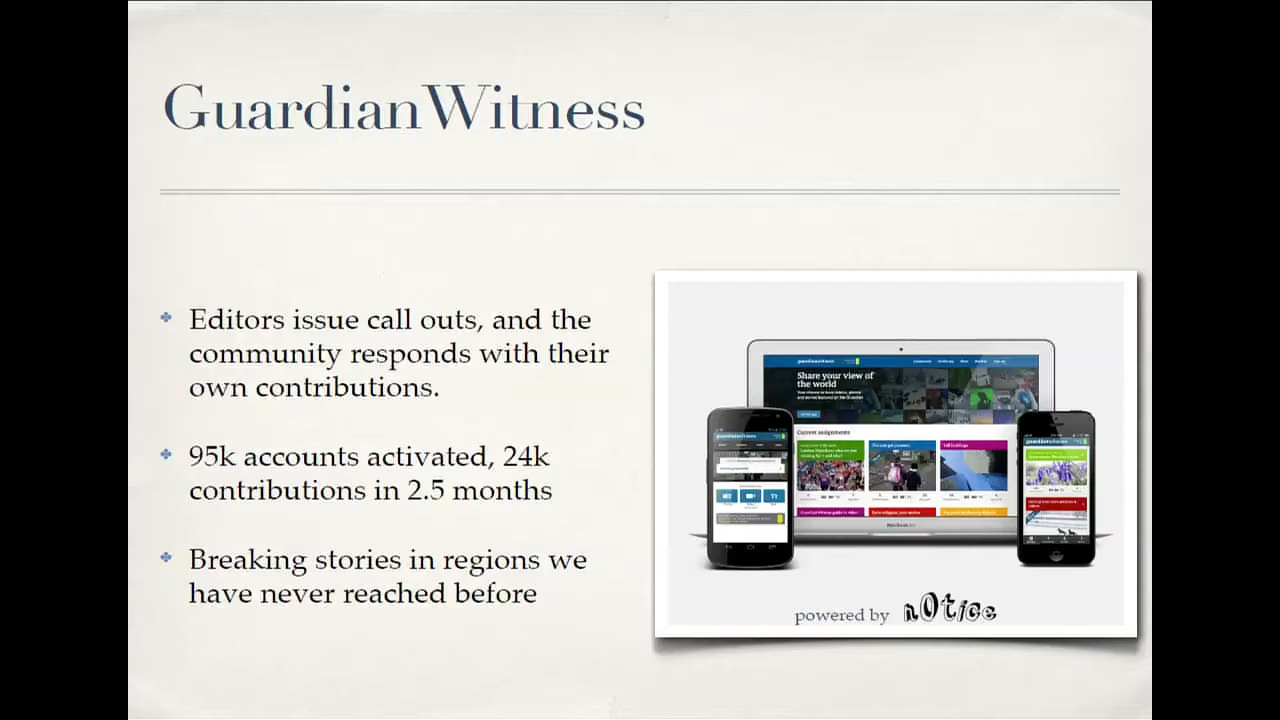 GuardianWitness
Editors issue call outs, and the
community responds with their
own contributions.
95k accounts activated, 24k
contributions in 2.5 months
Breaking stories in regions we
have never reached before
Share your view of
the world
Current assignments
powered by n0tice